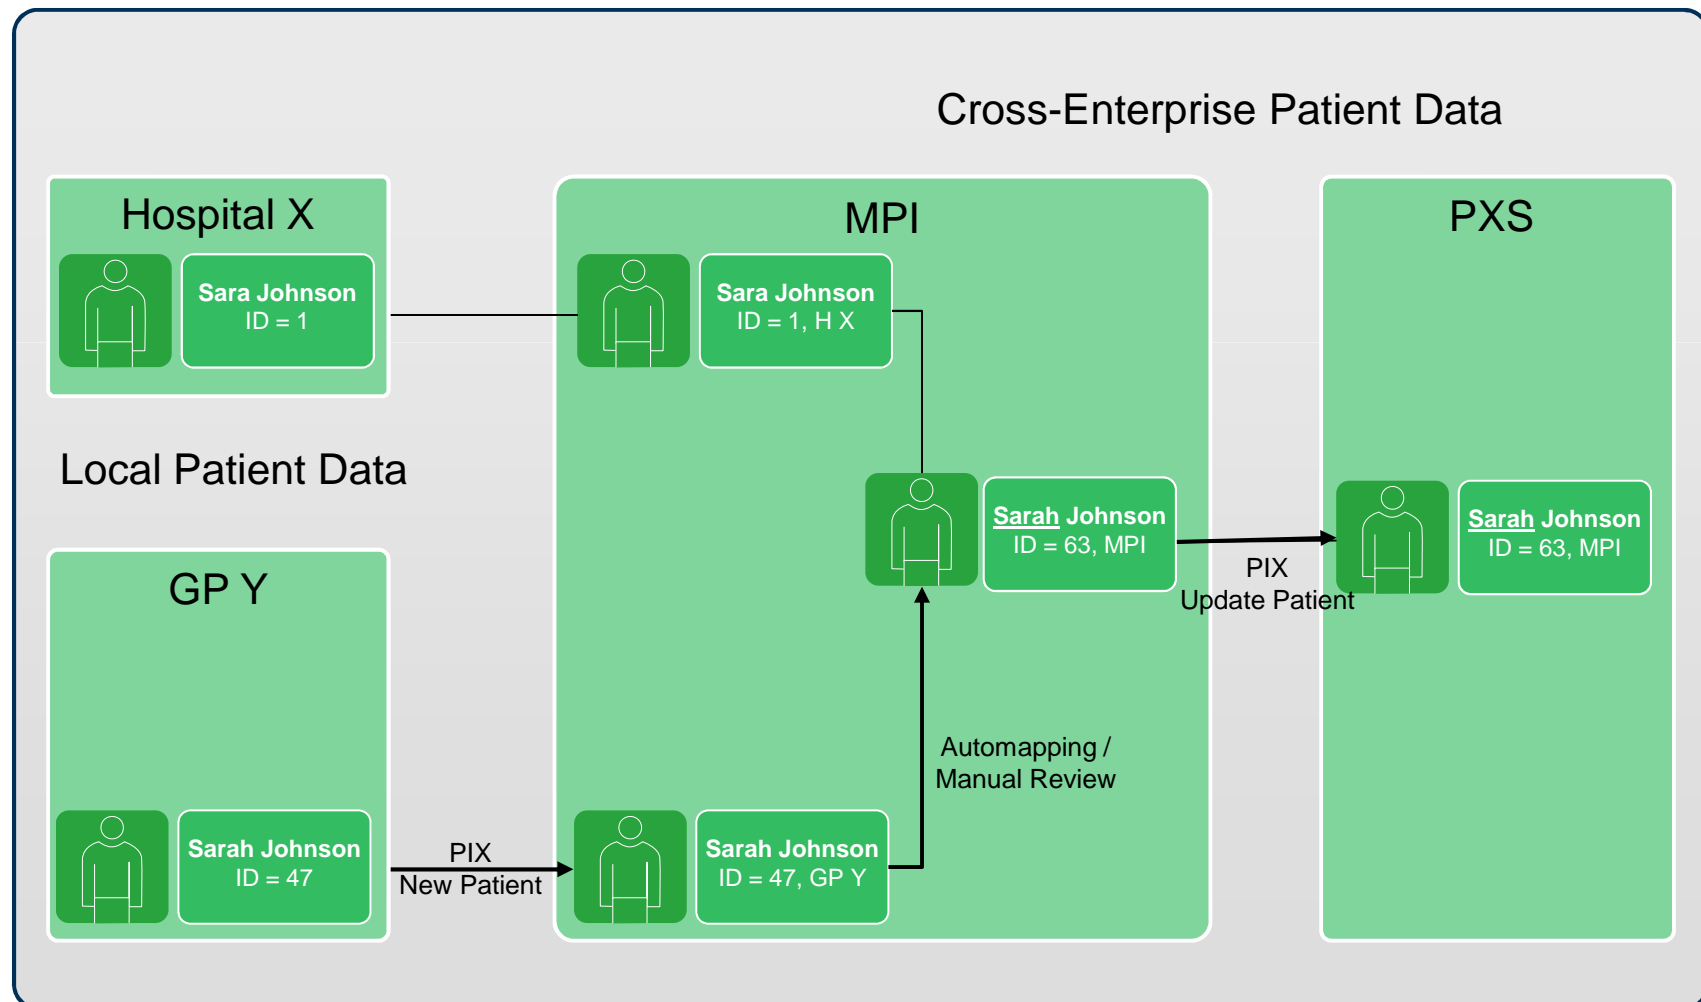 Cross-Enterprise Patient Data
Hospital X
Sara Johnson
ID = 1
MPI
Sara Johnson
ID = 1, H X
PXS
Local Patient Data
Sarah Johnson
ID = 63, MPI
PIX
Update Patient
Sarah Johnson
ID = 63, MPI
GP Y
Sarah Johnson
ID = 47
PIX
New Patient
Sarah Johnson
ID = 47, GP Y
Automapping /
Manual Review